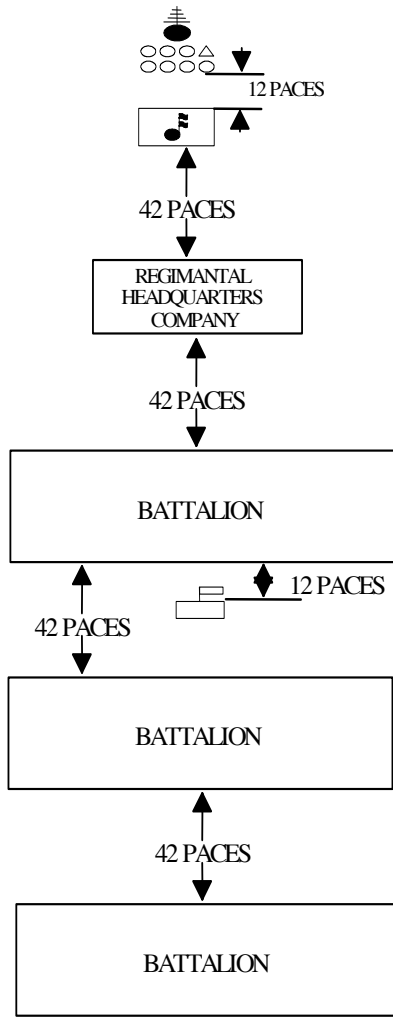 12 PACES
42 PACES
REGIMANTAL
HEADQUARTERS
COMPANY
42 PACES
BATTALION
12 PACES
42 PACES
BATTALION
42 PACES
BATTALION